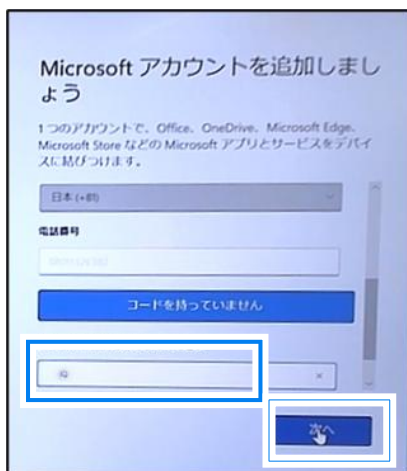 Microsoft アカウントを追加しまし
ょう
1 つのアカウントで、Office、OneDrive、Microsoft Edge、
Microsoft Store などの Microsoft アプリとサービスをデバイ
スに結びつけます。
日本 (+81)
電話番号
コードを持っていません
×
次へ